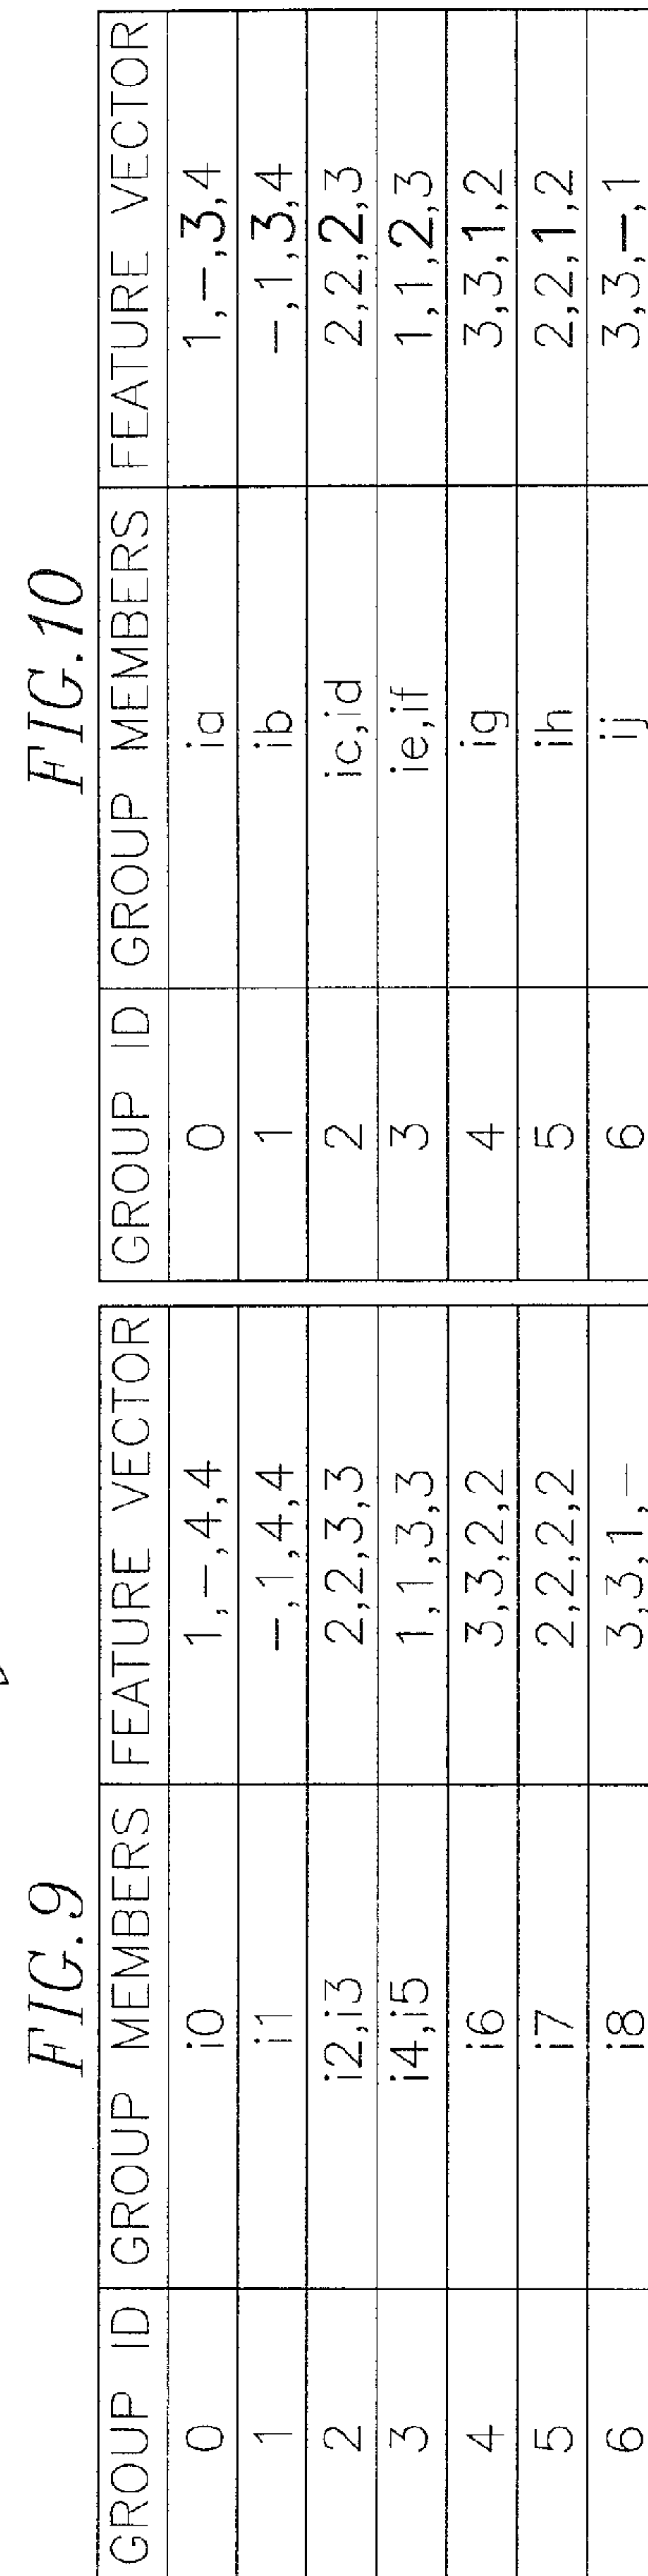 FIG.9
GROUP ID GROUP MEMBERS FEATURE VECTOR
0 i0 1,–,4,4
1 i1 –,1,4,4
2 i2,i3 2,2,3,3
3 i4,i5 1,1,3,3
4 i6 3,3,2,2
5 i7 2,2,2,2
6 i8 3,3,1,–
FIG.10
GROUP ID GROUP MEMBERS FEATURE VECTOR
0 ia 1,–,3,4
1 ib –,1,3,4
2 ic,id 2,2,2,3
3 ie,if 1,1,2,3
4 ig 3,3,1,2
5 ih 2,2,1,2
6 ij 3,3,–,1